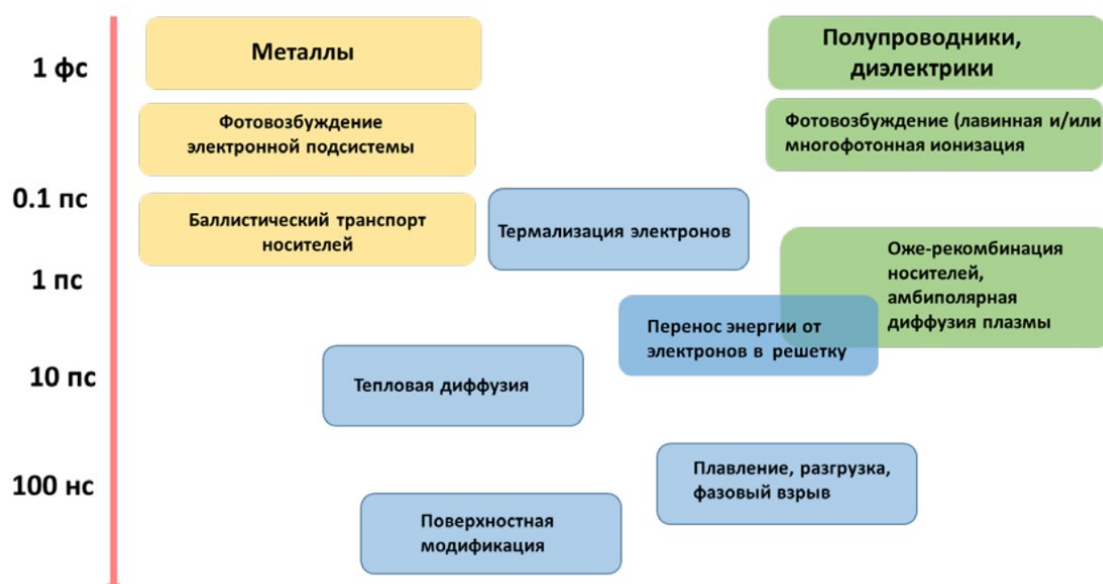 1 фс
Металлы
Полупроводники,
диэлектрики
Фотовозбуждение
электронной подсистемы
Фотовозбуждение (лавинная и/или
многофотонная ионизация
0.1 пс
Баллистический транспорт
носителей
Термализация электронов
1 пс
Оже-рекомбинация
носителей,
амбиполярная
диффузия плазмы
Перенос энергии от
электронов в решетку
10 пс
Тепловая диффузия
100 нс
Плавление, разгрузка,
фазовый взрыв
Поверхностная
модификация